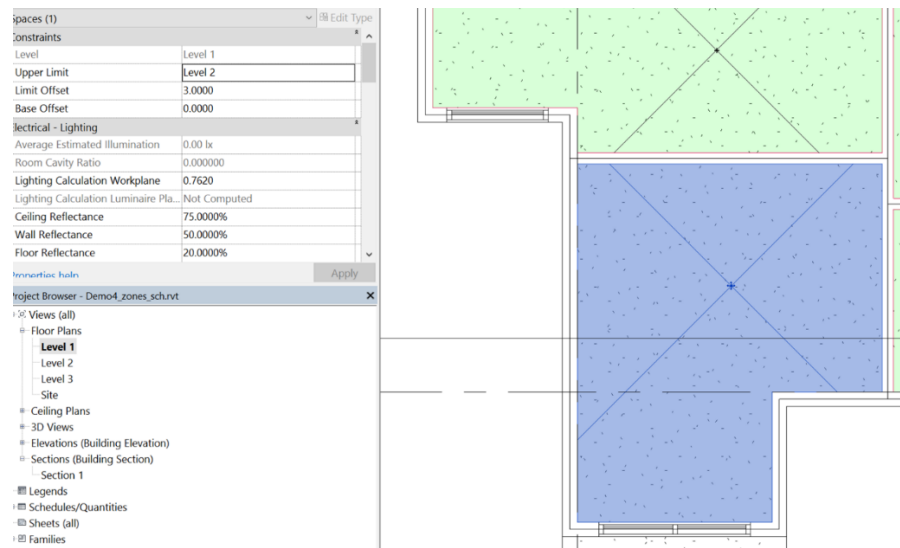 Spaces (1) Edit Type
Constraints
Level Level 1
Upper Limit Level 2
Limit Offset 3.0000
Base Offset 0.0000
Electrical - Lighting
Average Estimated Illumination 0.00 lx
Room Cavity Ratio 0.000000
Lighting Calculation Workplane 0.7620
Lighting Calculation Luminaire Pla... Not Computed
Ceiling Reflectance 75.0000%
Wall Reflectance 50.0000%
Floor Reflectance 20.0000%
Properties help Apply
Project Browser - Demo4_zones_sch.rvt
Views (all)
Floor Plans
Level 1
Level 2
Level 3
Site
Ceiling Plans
3D Views
Elevations (Building Elevation)
Sections (Building Section)
Section 1
Legends
Schedules/Quantities
Sheets (all)
Families